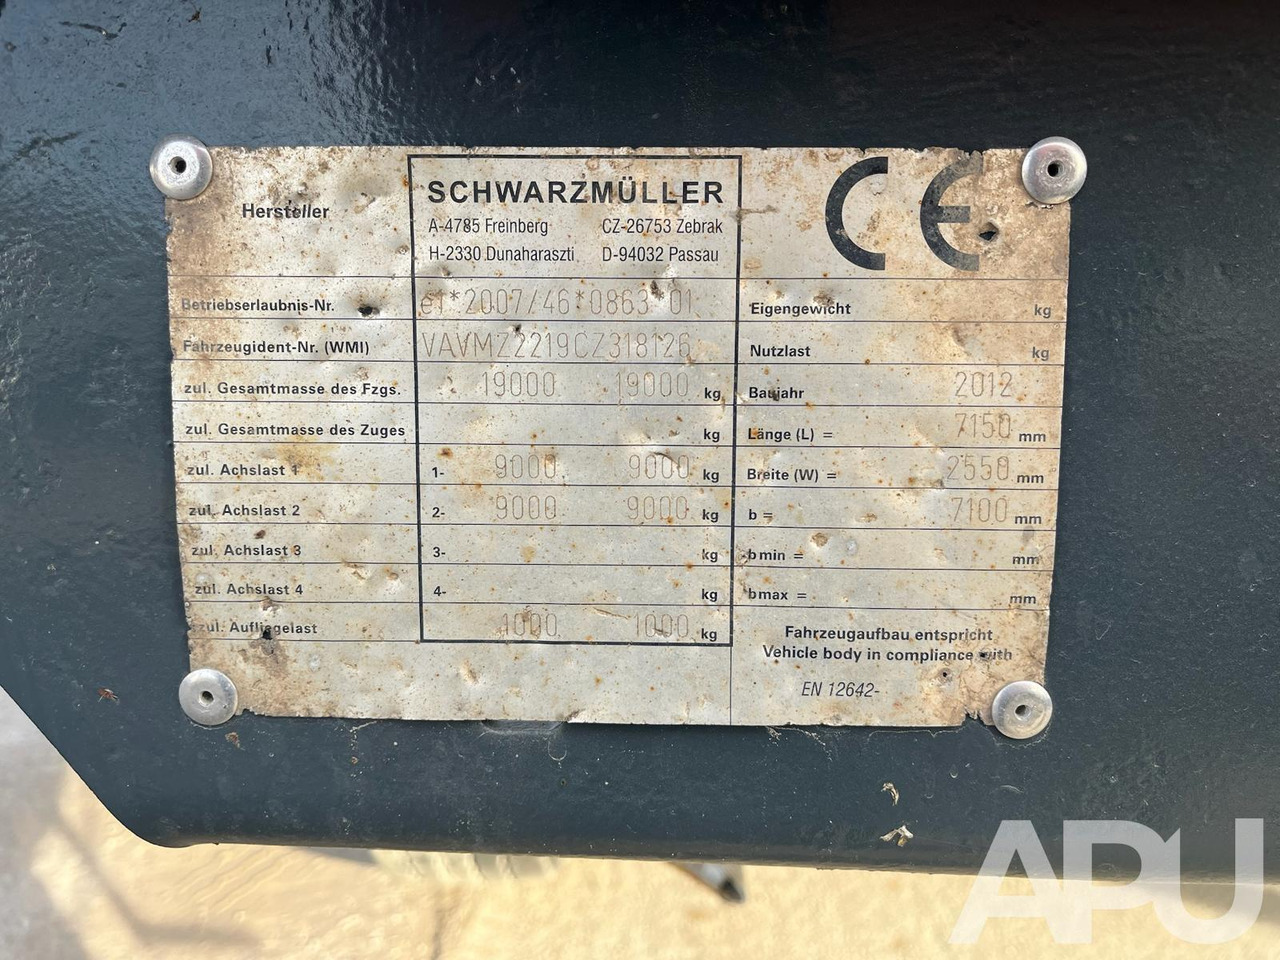 Hersteller
SCHWARZMÜLLER
A-4785 Freinberg CZ-26753 Zebrak
H-2330 Dunaharaszti D-94032 Passau
CE
Betriebserlaubnis-Nr. e1*2007/46*0863*01
Fahrzeugident-Nr. (WMI) VAVMZ2219CZ318126
zul. Gesamtmasse des Fzgs. 19000 19000 kg
zul. Gesamtmasse des Zuges kg
zul. Achslast 1 1- 9000 9000 kg
zul. Achslast 2 2- 9000 9000 kg
zul. Achslast 3 3- kg
zul. Achslast 4 4- kg
zul. Aufliegelast 1000 1000 kg
Eigengewicht kg
Nutzlast kg
Baujahr 2012
Länge (L) = 7150 mm
Breite (W) = 2550 mm
b = 7100 mm
b min = mm
b max = mm
Fahrzeugaufbau entspricht
Vehicle body in compliance with
EN 12642-
APU